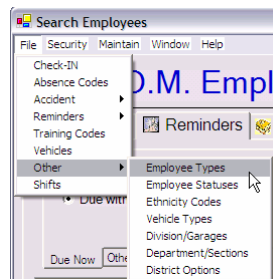 Search Employees
File Security Maintain Window Help
Check-IN
Absence Codes
Accident
Reminders
Training Codes
Vehicles
Other
Shifts
O.M. Empl
Reminders
Employee Types
Employee Statuses
Ethnicity Codes
Vehicle Types
Division/Garages
Department/Sections
District Options
Due with
Due Now Othe